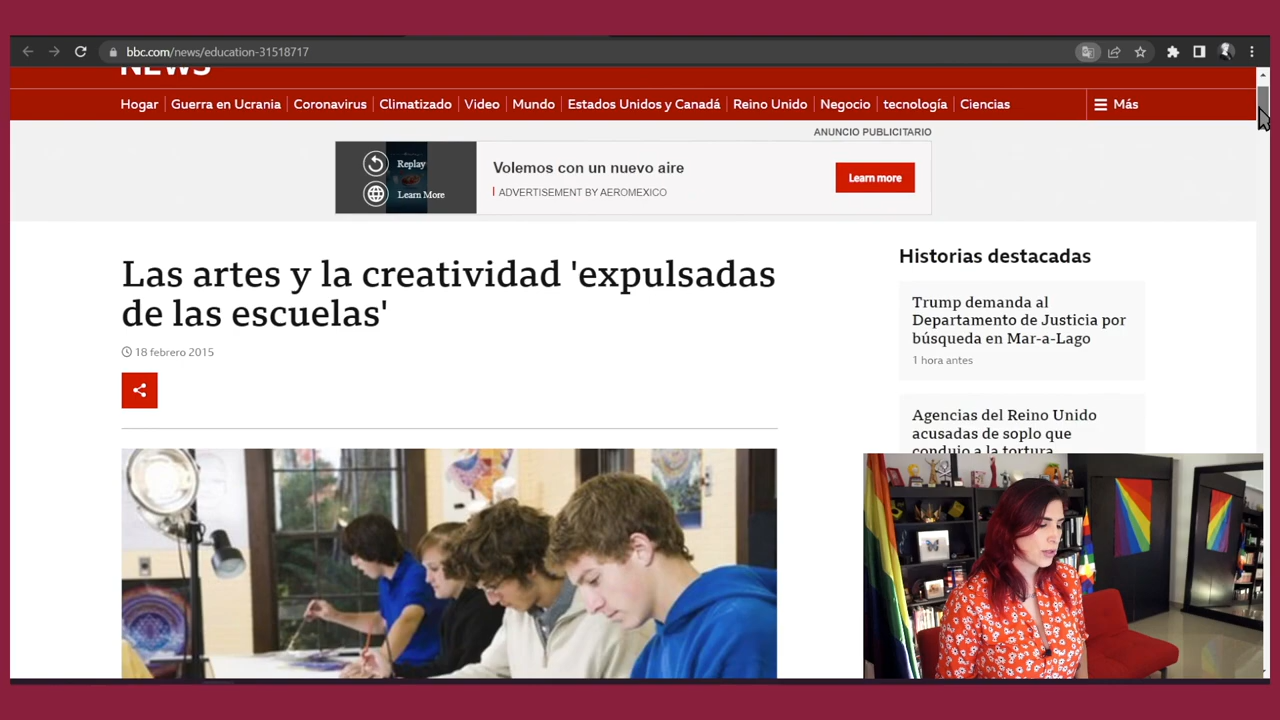 bbc.com/news/education-31518717
NEWS
Hogar Guerra en Ucrania Coronavirus Climatizado Video Mundo Estados Unidos y Canadá Reino Unido Negocio tecnología Ciencias Más
ANUNCIO PUBLICITARIO
Replay
Learn More
Volemos con un nuevo aire
ADVERTISEMENT BY AEROMEXICO
Learn more
Las artes y la creatividad 'expulsadas
de las escuelas'
18 febrero 2015
Historias destacadas
Trump demanda al
Departamento de Justicia por
búsqueda en Mar-a-Lago
1 hora antes
Agencias del Reino Unido
acusadas de soplo que
condujo a la tortura